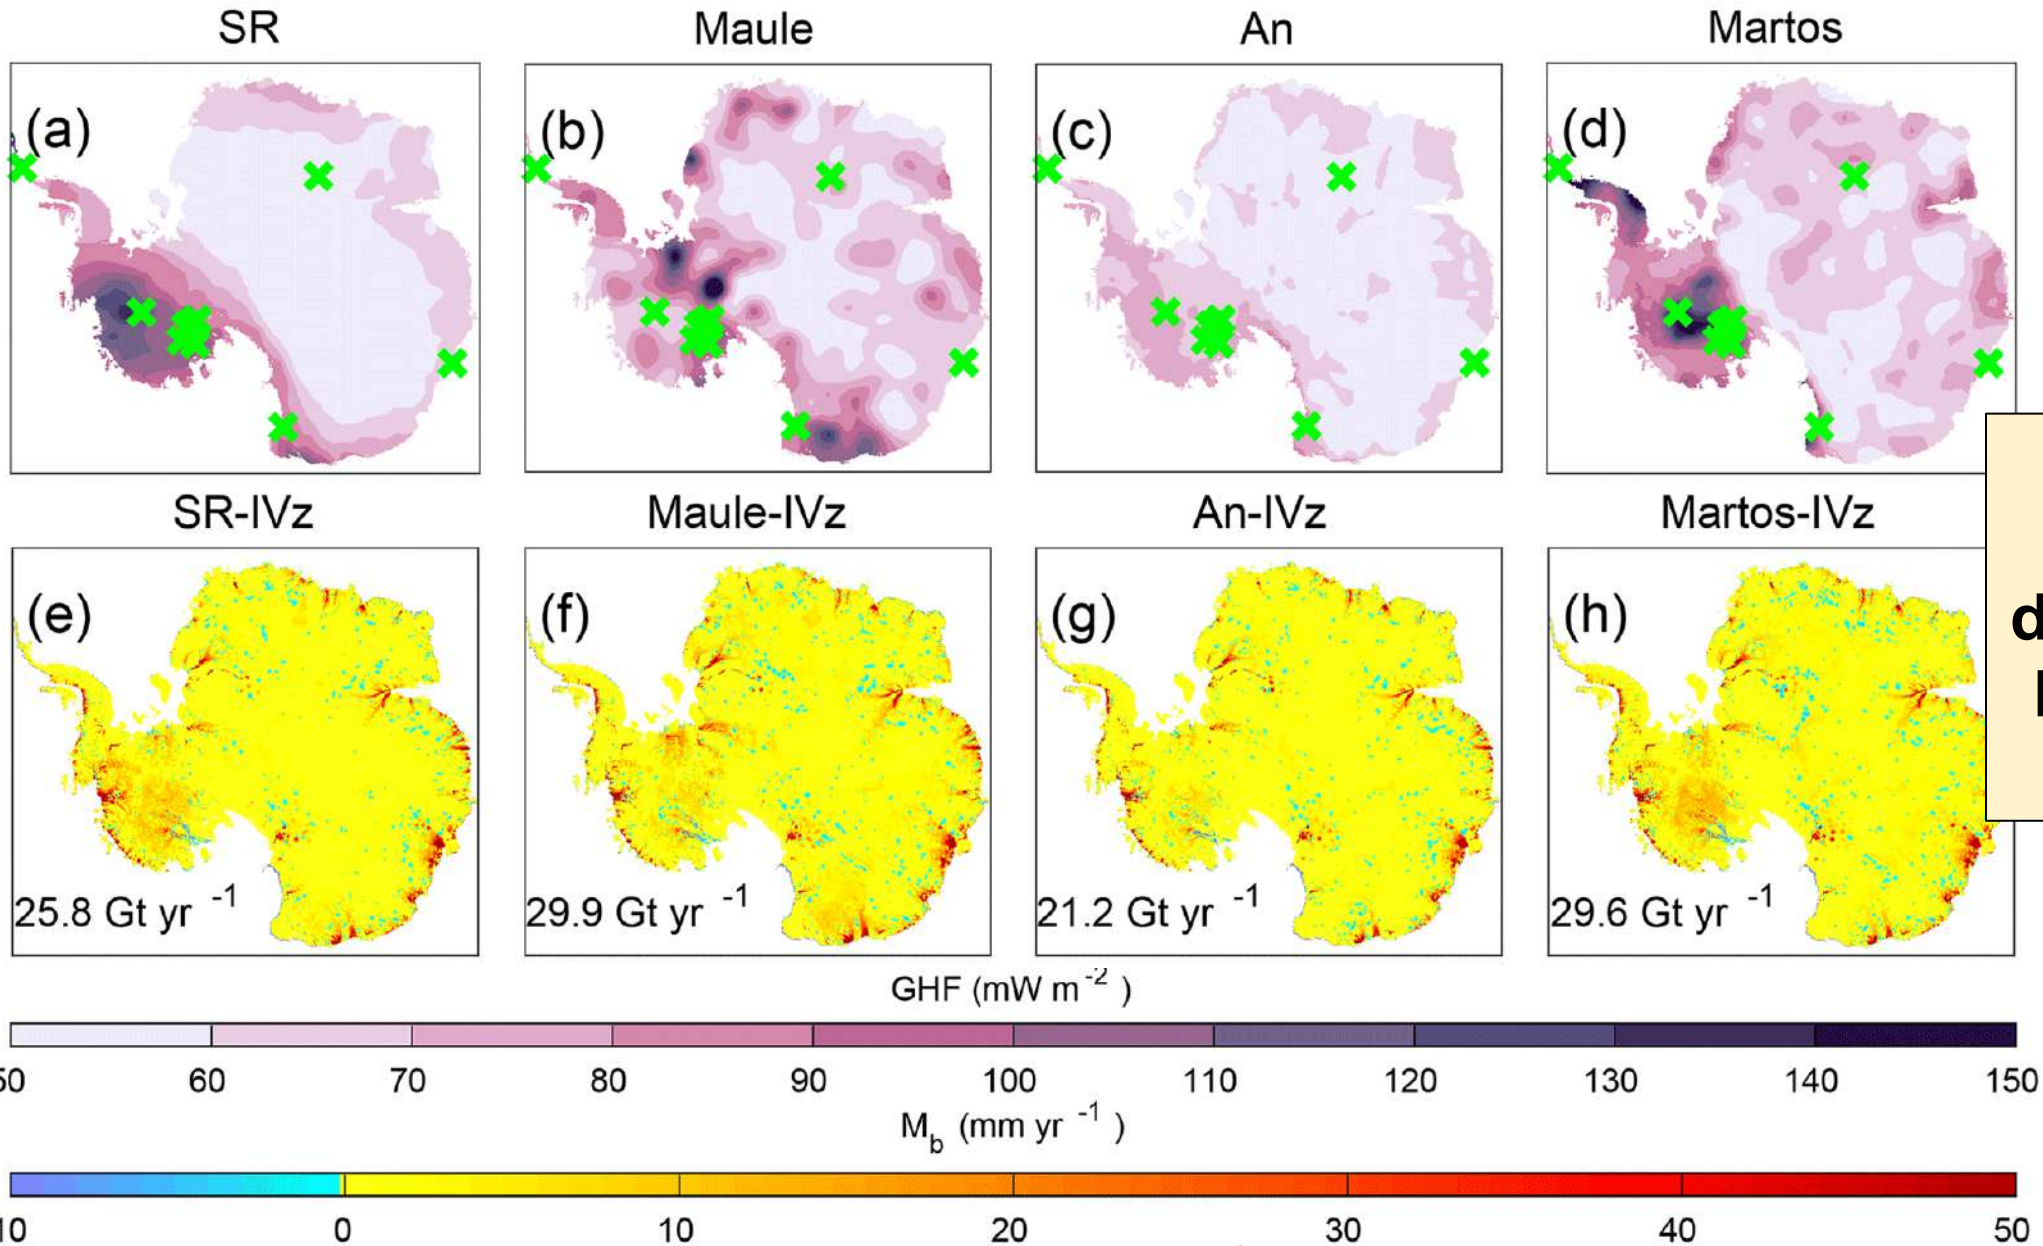 SR Maule An Martos
(a) (b) (c) (d)
SR-IVz Maule-IVz An-IVz Martos-IVz
(e) (f) (g) (h)
25.8 Gt yr -1 29.9 Gt yr -1 21.2 Gt yr -1 29.6 Gt yr -1
GHF (mW m -2 )
60 70 80 90 100 110 120 130 140 150
Mb (mm yr -1 )
0 10 20 30 40 50